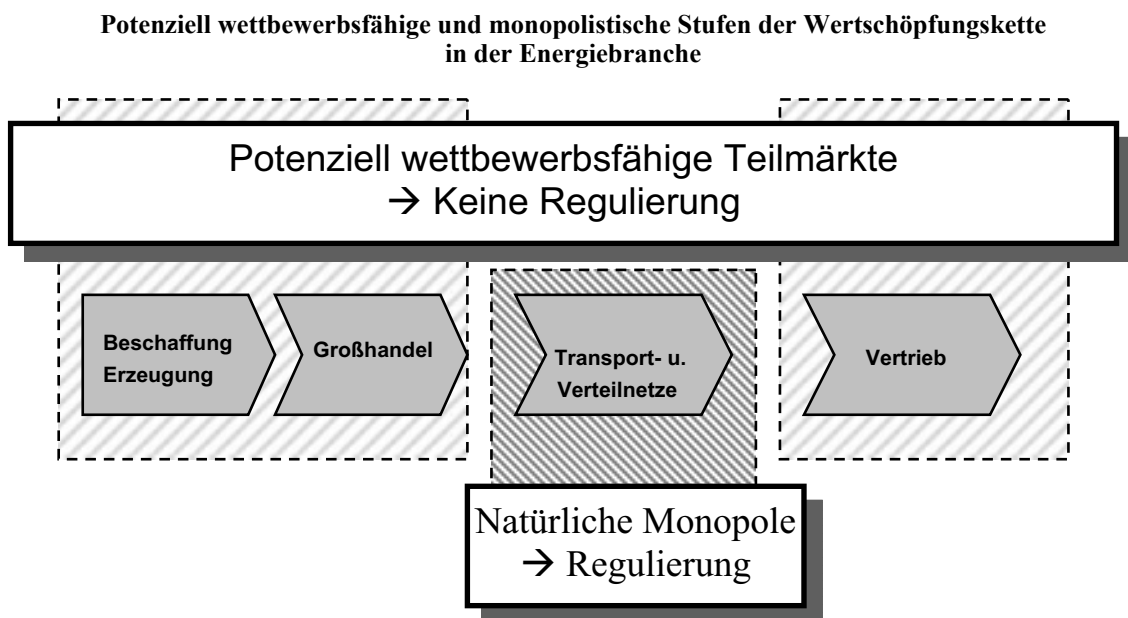 Potenziell wettbewerbsfähige und monopolistische Stufen der Wertschöpfungskette
in der Energiebranche
Potenziell wettbewerbsfähige Teilmärkte
→ Keine Regulierung
Beschaffung
Erzeugung
Großhandel
Transport- u.
Verteilnetze
Vertrieb
Natürliche Monopole
→ Regulierung